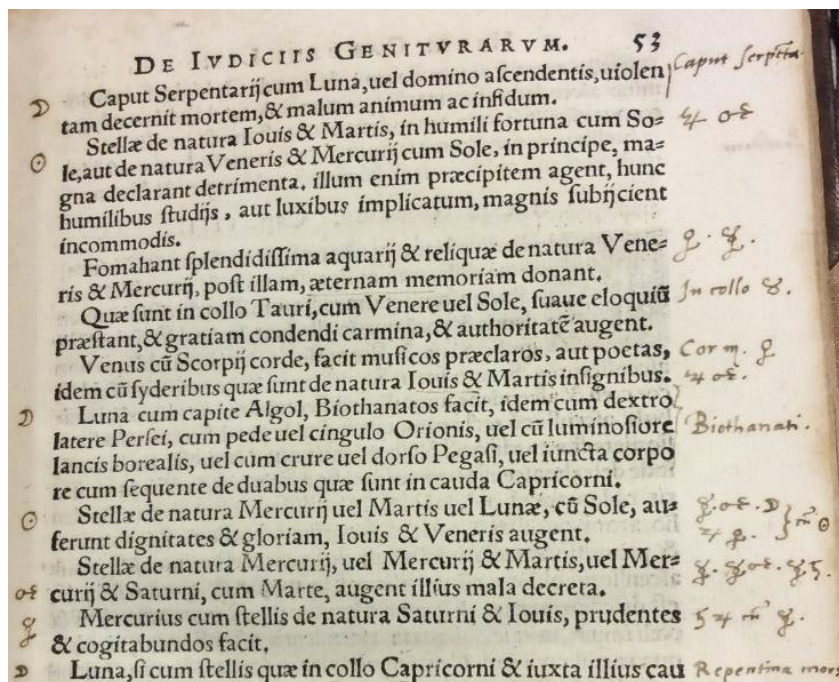 DE IVDICIIS GENITVRARVM. 53
Caput Serpentarij cum Luna, uel domino ascendentis, uiolen Caput serptta.
☽ tam decernit mortem, & malum animum ac infidum.
Stellæ de natura Iouis & Martis, in humili fortuna cum So= ♃ ♂
☉ le, aut de natura Veneris & Mercurij cum Sole, in principe, ma=
gna declarant detrimenta, illum enim præcipitem agent, hunc
humilibus studijs, aut luxibus implicatum, magnis subijcient
incommodis.
Fomahant splendidissima aquarij & reliquæ de natura Vene= ♀. ☿.
ris & Mercurij, post illam, æternam memoriam donant.
Quæ sunt in collo Tauri, cum Venere uel Sole, suaue eloquiũ In collo ♉.
præstant, & gratiam condendi carmina, & authoritatẽ augent.
Venus cũ Scorpij corde, facit musicos præclaros, aut poetas, Cor ♏. ♀
idem cũ syderibus quæ sunt de natura Iouis & Martis insignibus. ♃ ♂.
☽ Luna cum capite Algol, Biothanatos facit, idem cum dextro
latere Persei, cum pede uel cingulo Orionis, uel cũ luminosiore Biothanati.
lancis borealis, uel cum crure uel dorso Pegasi, uel iuncta corpo
re cum sequente de duabus quæ sunt in cauda Capricorni.
☉ Stellæ de natura Mercurij uel Martis uel Lunæ, cũ Sole, au= ☿. ♂. ☽
ferunt dignitates & gloriam, Iouis & Veneris augent. ♃ ♀. } ☉
Stellæ de natura Mercurij, uel Mercurij & Martis, uel Mer= ☿. ☿ ♂. ☿ ♄.
♂ curij & Saturni, cum Marte, augent illius mala decreta.
☿ Mercurius cum stellis de natura Saturni & Iouis, prudentes ♄ ♃ ☿.
& cogitabundos facit.
☽ Luna, si cum stellis quæ in collo Capricorni & iuxta illius cau Repentina mors